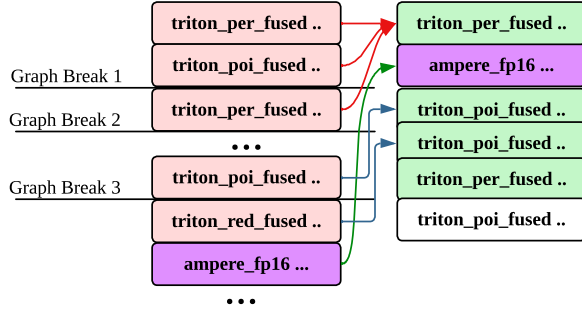 triton_per_fused ..
triton_poi_fused ..
Graph Break 1
triton_per_fused ..
Graph Break 2
...
triton_poi_fused ..
Graph Break 3
triton_red_fused ..
ampere_fp16 ...
...
triton_per_fused ..
ampere_fp16 ...
triton_poi_fused ..
triton_poi_fused ..
triton_per_fused ..
triton_poi_fused ..